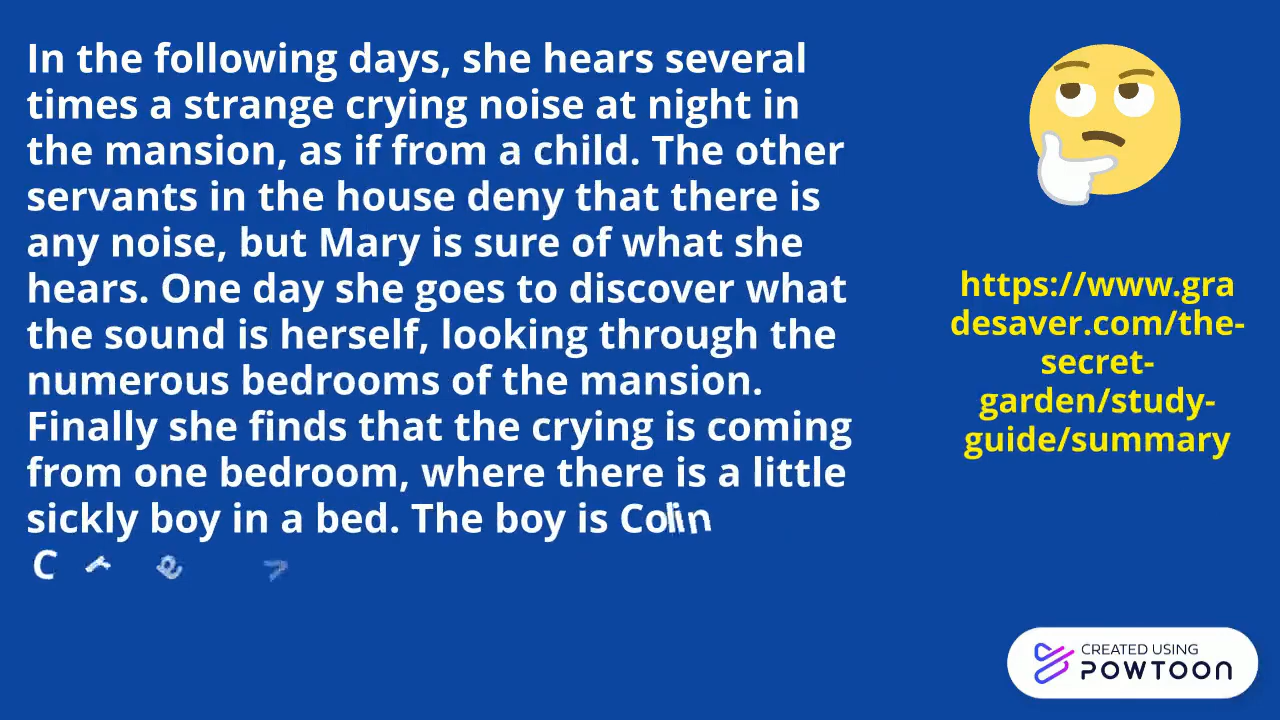 In the following days, she hears several
times a strange crying noise at night in
the mansion, as if from a child. The other
servants in the house deny that there is
any noise, but Mary is sure of what she
hears. One day she goes to discover what
the sound is herself, looking through the
numerous bedrooms of the mansion.
Finally she finds that the crying is coming
from one bedroom, where there is a little
sickly boy in a bed. The boy is Colin
https://www.gra
desaver.com/the-
secret-
garden/study-
guide/summary
CREATED USING
POWTOON